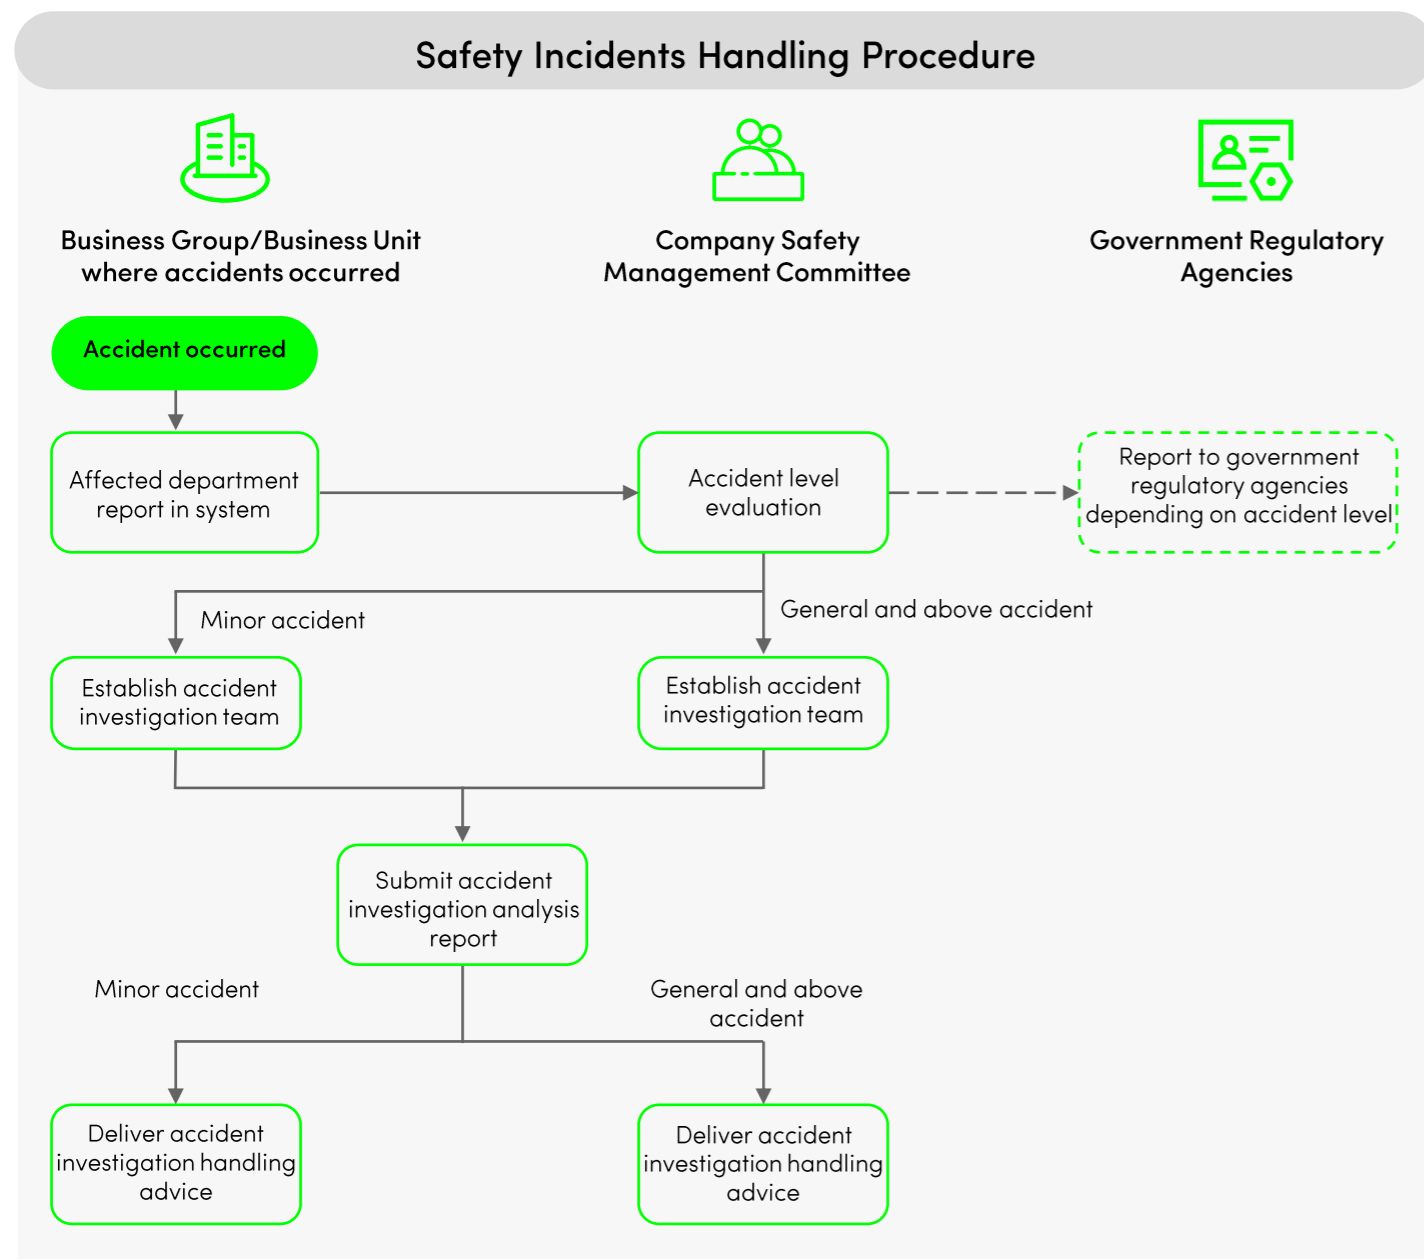 Safety Incidents Handling Procedure
Business Group/Business Unit
where accidents occurred
Company Safety
Management Committee
Government Regulatory
Agencies
Accident occurred
Affected department
report in system
Accident level
evaluation
Report to government
regulatory agencies
depending on accident level
Minor accident
General and above accident
Establish accident
investigation team
Establish accident
investigation team
Submit accident
investigation analysis
report
Minor accident
General and above
accident
Deliver accident
investigation handling
advice
Deliver accident
investigation handling
advice